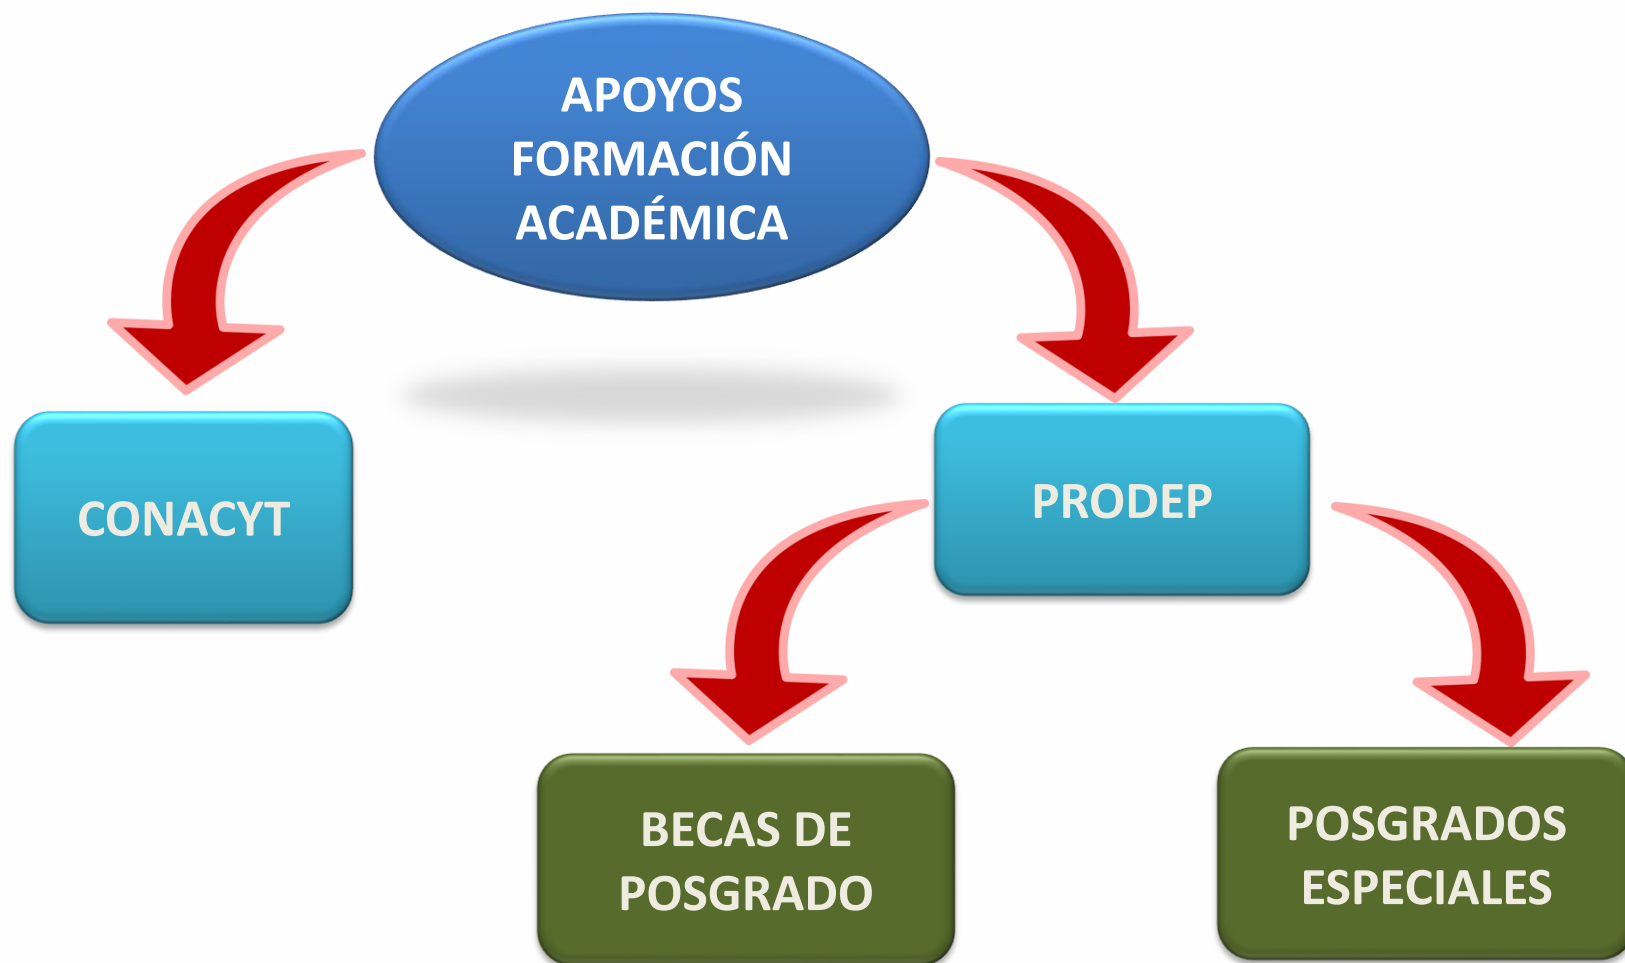 APOYOS
FORMACIÓN
ACADÉMICA
CONACYT
PRODEP
BECAS DE
POSGRADO
POSGRADOS
ESPECIALES